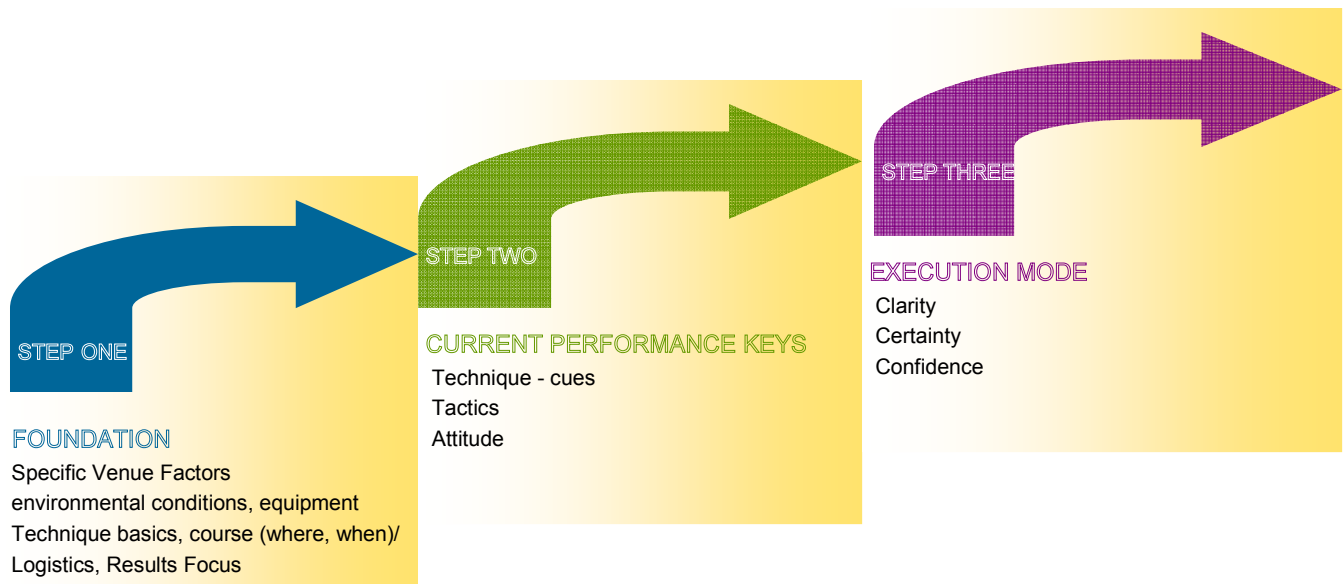 STEP ONE
FOUNDATION
Specific Venue Factors
environmental conditions, equipment
Technique basics, course (where, when)/
Logistics, Results Focus
STEP TWO
CURRENT PERFORMANCE KEYS
Technique - cues
Tactics
Attitude
STEP THREE
EXECUTION MODE
Clarity
Certainty
Confidence